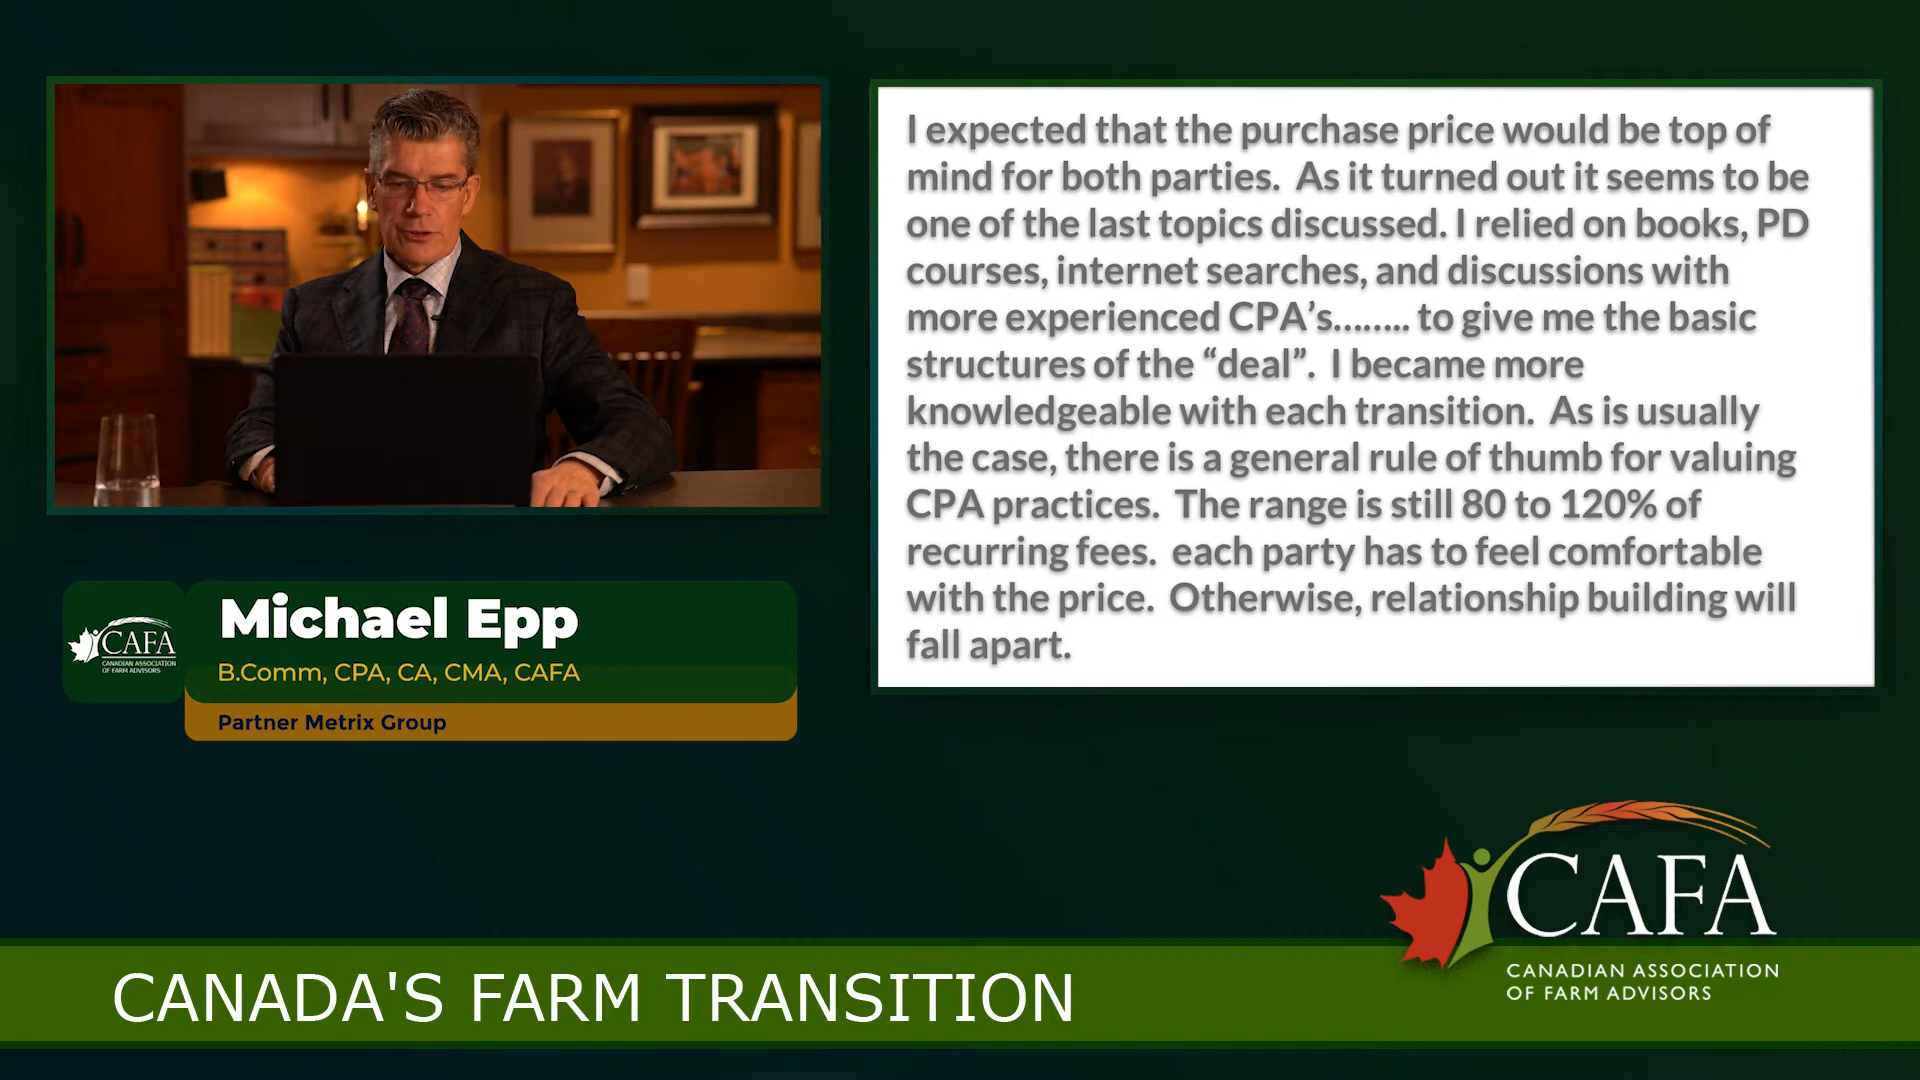 I expected that the purchase price would be top of
mind for both parties.  As it turned out it seems to be
one of the last topics discussed. I relied on books, PD
courses, internet searches, and discussions with
more experienced CPA’s........ to give me the basic
structures of the “deal”.  I became more
knowledgeable with each transition.  As is usually
the case, there is a general rule of thumb for valuing
CPA practices.  The range is still 80 to 120% of
recurring fees.  each party has to feel comfortable
with the price.  Otherwise, relationship building will
fall apart.
CAFA
CANADIAN ASSOCIATION
OF FARM ADVISORS
Michael Epp
B.Comm, CPA, CA, CMA, CAFA
Partner Metrix Group
CAFA
CANADIAN ASSOCIATION
OF FARM ADVISORS
CANADA'S FARM TRANSITION